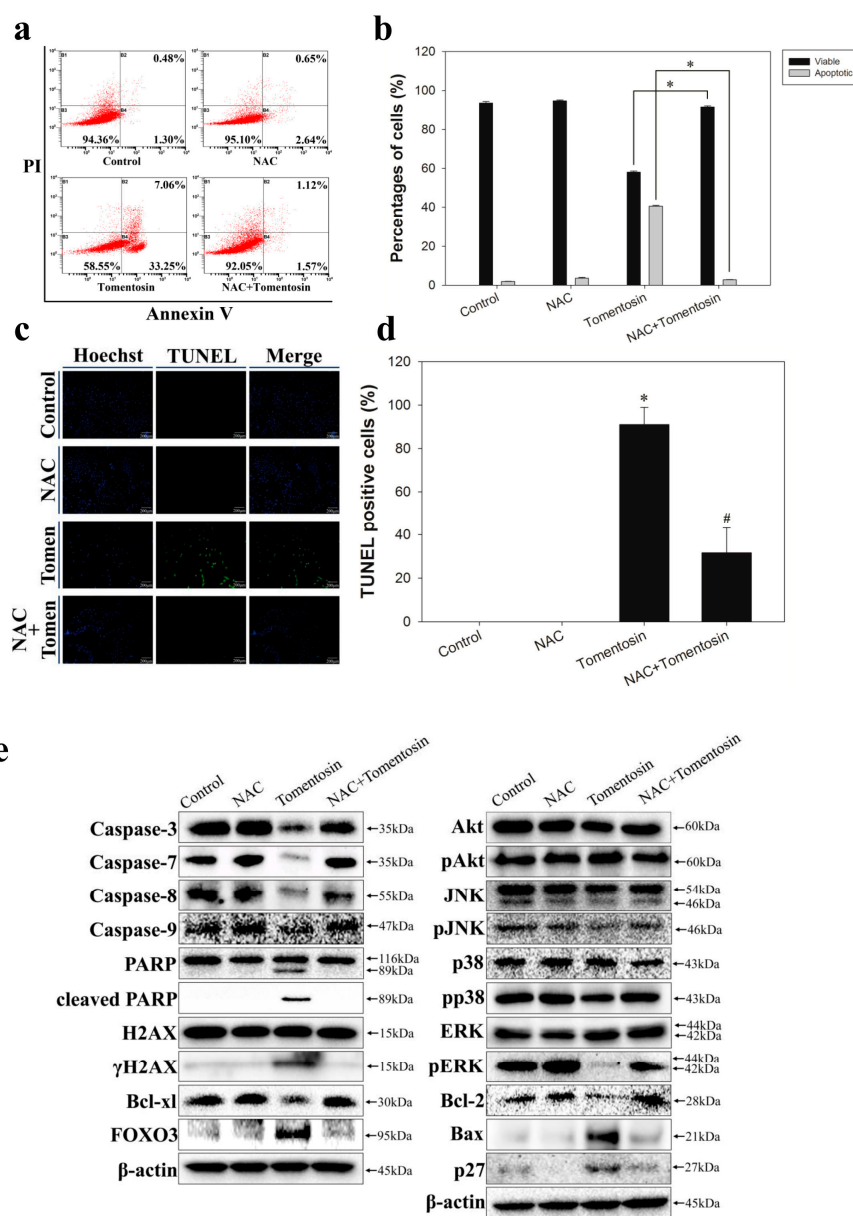 a
0.48%
0.65%
94.36%
1.30%
95.10%
2.64%
Control
NAC
PI
7.06%
1.12%
58.55%
33.25%
92.05%
1.57%
Tomentosin
NAC+Tomentosin
Annexin V
b
120
100
80
60
40
20
0
Percentages of cells (%)
Control
NAC
Tomentosin
NAC+Tomentosin
*
*
Viable
Apoptotic
c
Hoechst TUNEL Merge
Control
NAC
Tomen
NAC
+
Tomen
d
120
100
80
60
40
20
0
TUNEL positive cells (%)
*
#
Control
NAC
Tomentosin
NAC+Tomentosin
e
Control NAC Tomentosin NAC+Tomentosin
Caspase-3 ←35kDa
Caspase-7 ←35kDa
Caspase-8 ←55kDa
Caspase-9 ←47kDa
PARP ←116kDa
←89kDa
cleaved PARP ←89kDa
H2AX ←15kDa
γH2AX ←15kDa
Bcl-xl ←30kDa
FOXO3 ←95kDa
β-actin ←45kDa
Control NAC Tomentosin NAC+Tomentosin
Akt ←60kDa
pAkt ←60kDa
JNK ←54kDa
←46kDa
pJNK ←46kDa
p38 ←43kDa
pp38 ←43kDa
ERK ←44kDa
←42kDa
pERK ←44kDa
←42kDa
Bcl-2 ←28kDa
Bax ←21kDa
p27 ←27kDa
β-actin ←45kDa